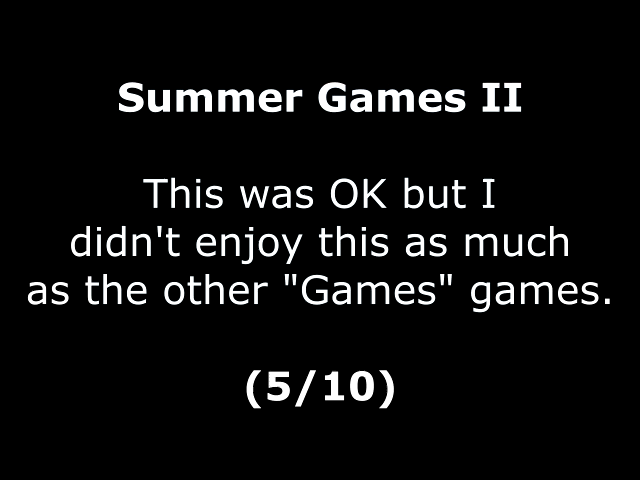 Summer Games II
This was OK but I
didn't enjoy this as much
as the other "Games" games.
(5/10)